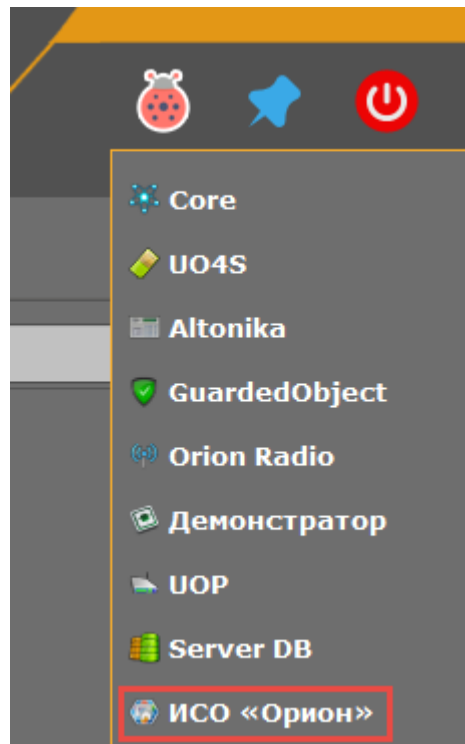 Core
UO4S
Altonika
GuardedObject
Orion Radio
Демонстратор
UOP
Server DB
ИСО «Орион»